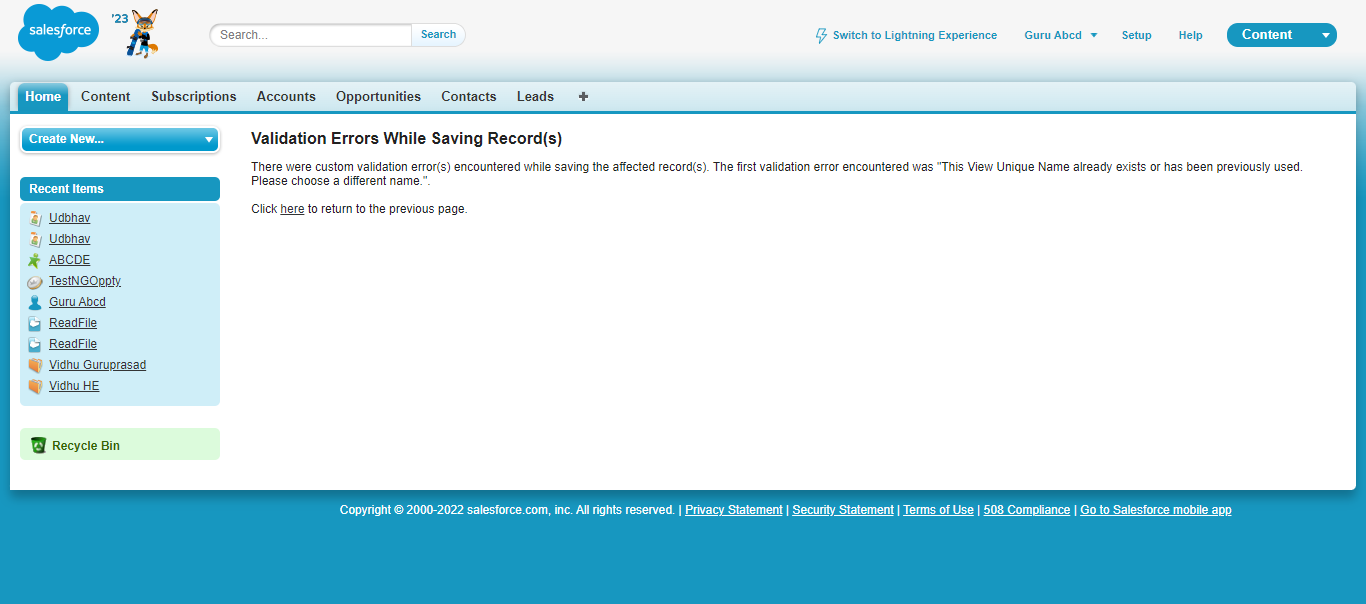 salesforce
'23
Search...
Search
Switch to Lightning Experience
Guru Abcd
Setup
Help
Content
Home
Content
Subscriptions
Accounts
Opportunities
Contacts
Leads
+
Create New...
Validation Errors While Saving Record(s)
There were custom validation error(s) encountered while saving the affected record(s). The first validation error encountered was "This View Unique Name already exists or has been previously used.
Please choose a different name.".
Click here to return to the previous page.
Recent Items
Udbhav
Udbhav
ABCDE
TestNGOppty
Guru Abcd
ReadFile
ReadFile
Vidhu Guruprasad
Vidhu HE
Recycle Bin
Copyright © 2000-2022 salesforce.com, inc. All rights reserved. | Privacy Statement | Security Statement | Terms of Use | 508 Compliance | Go to Salesforce mobile app